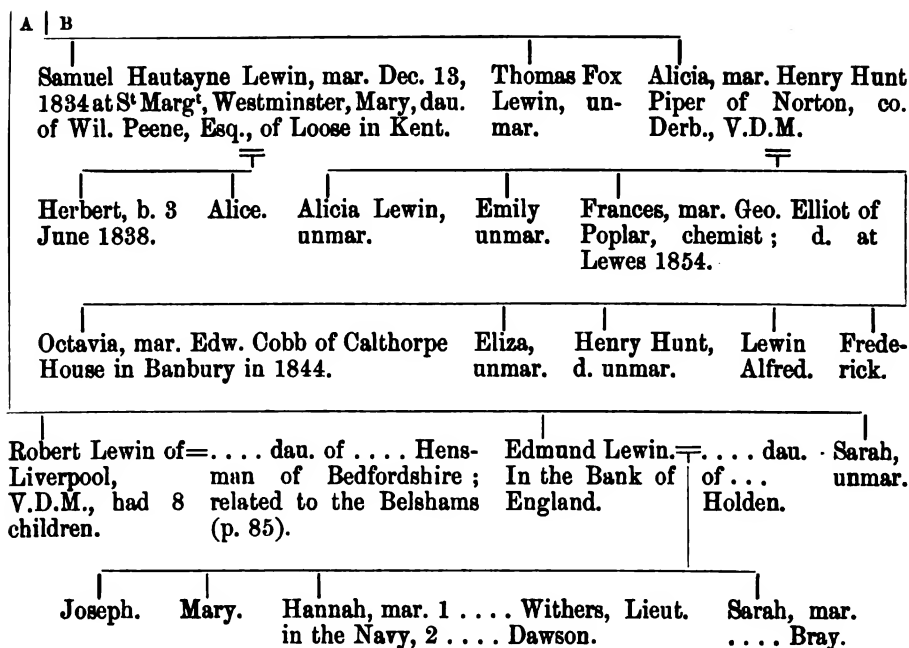 A | B
Samuel Hautayne Lewin, mar. Dec. 13,
1834 at Sᵗ Margᵗ, Westminster, Mary, dau.
of Wil. Peene, Esq., of Loose in Kent.
Thomas Fox
Lewin, un-
mar.
Alicia, mar. Henry Hunt
Piper of Norton, co.
Derb., V.D.M.
Herbert, b. 3
June 1838.
Alice.
Alicia Lewin,
unmar.
Emily
unmar.
Frances, mar. Geo. Elliot of
Poplar, chemist; d. at
Lewes 1854.
Octavia, mar. Edw. Cobb of Calthorpe
House in Banbury in 1844.
Eliza,
unmar.
Henry Hunt,
d. unmar.
Lewin
Alfred.
Frede-
rick.
Robert Lewin of=
Liverpool,
V.D.M., had 8
children.
.... dau. of .... Hens-
man of Bedfordshire;
related to the Belshams
(p. 85).
Edmund Lewin.=
In the Bank of
England.
.... dau.
of ...
Holden.
Sarah,
unmar.
Joseph.
Mary.
Hannah, mar. 1 .... Withers, Lieut.
in the Navy, 2 .... Dawson.
Sarah, mar.
.... Bray.